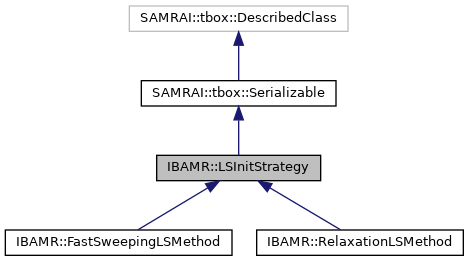 SAMRAI::tbox::DescribedClass
SAMRAI::tbox::Serializable
IBAMR::LSInitStrategy
IBAMR::FastSweepingLSMethod
IBAMR::RelaxationLSMethod